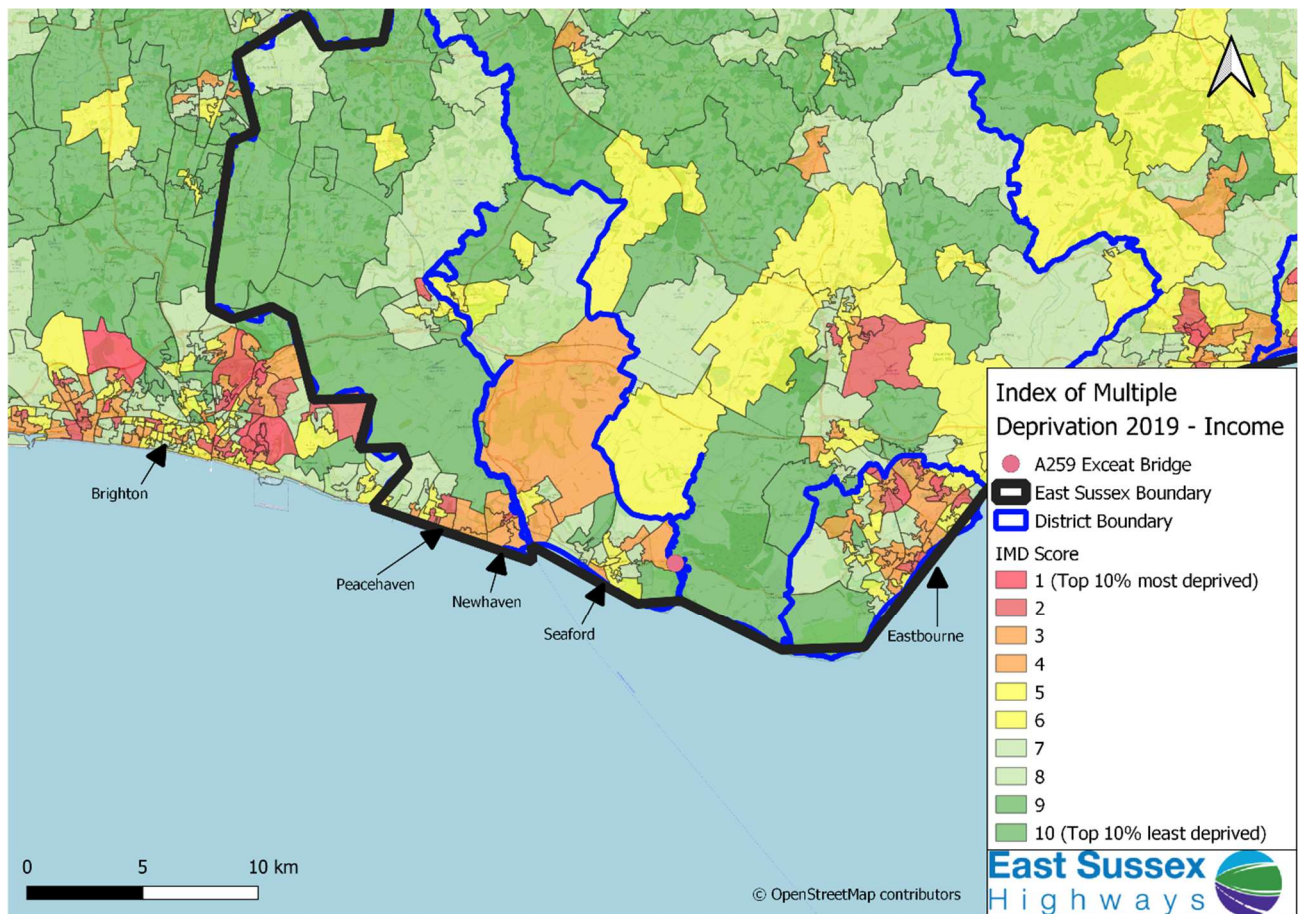 Brighton
Peacehaven
Newhaven
Seaford
Eastbourne
Index of Multiple
Deprivation 2019 - Income
A259 Exceat Bridge
East Sussex Boundary
District Boundary
IMD Score
1 (Top 10% most deprived)
2
3
4
5
6
7
8
9
10 (Top 10% least deprived)
0 5 10 km
© OpenStreetMap contributors
East Sussex
Highways